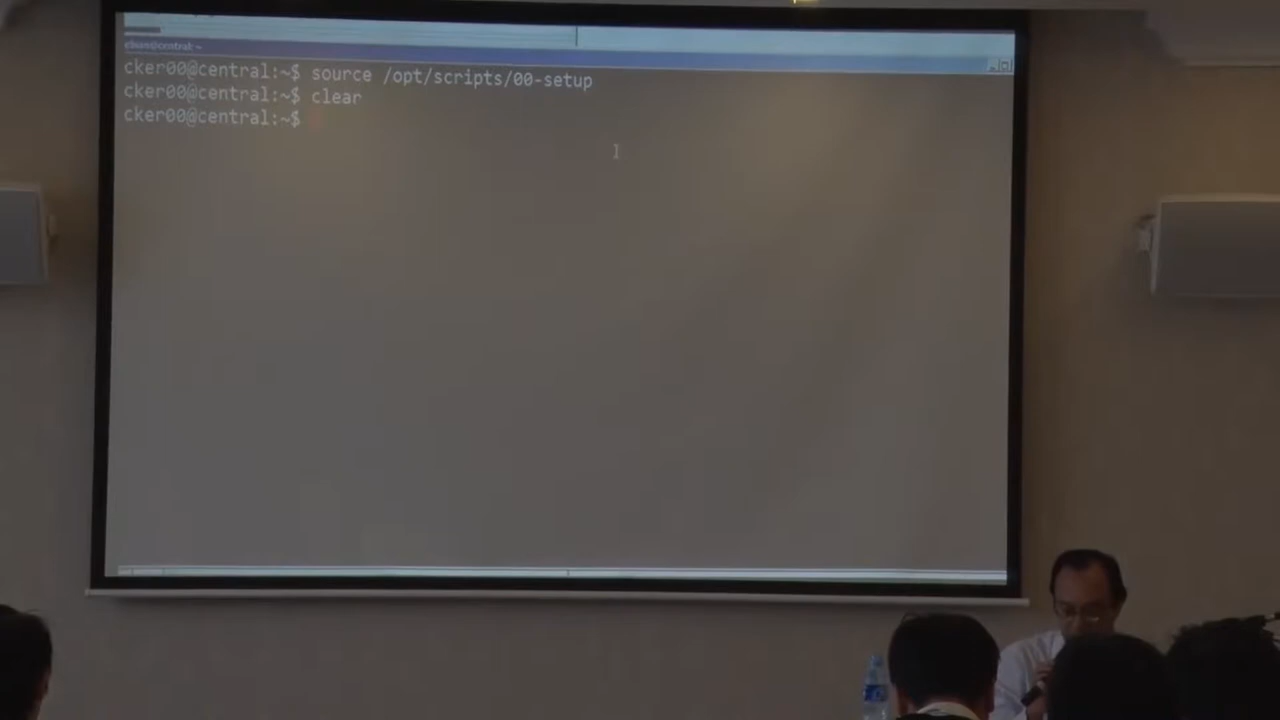 cker00@central:~$ source /opt/scripts/00-setup
cker00@central:~$ clear
cker00@central:~$